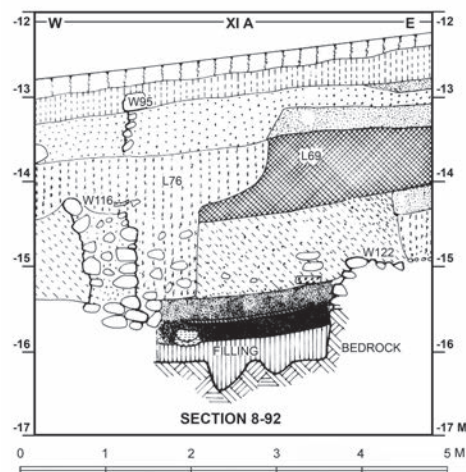 W XI A E
-12 -12
W95
-13 -13
L69
L76
-14 -14
W116
W122
-15 -15
FILLING BEDROCK
-16 -16
SECTION 8-92
-17 -17 M
0 1 2 3 4 5 M